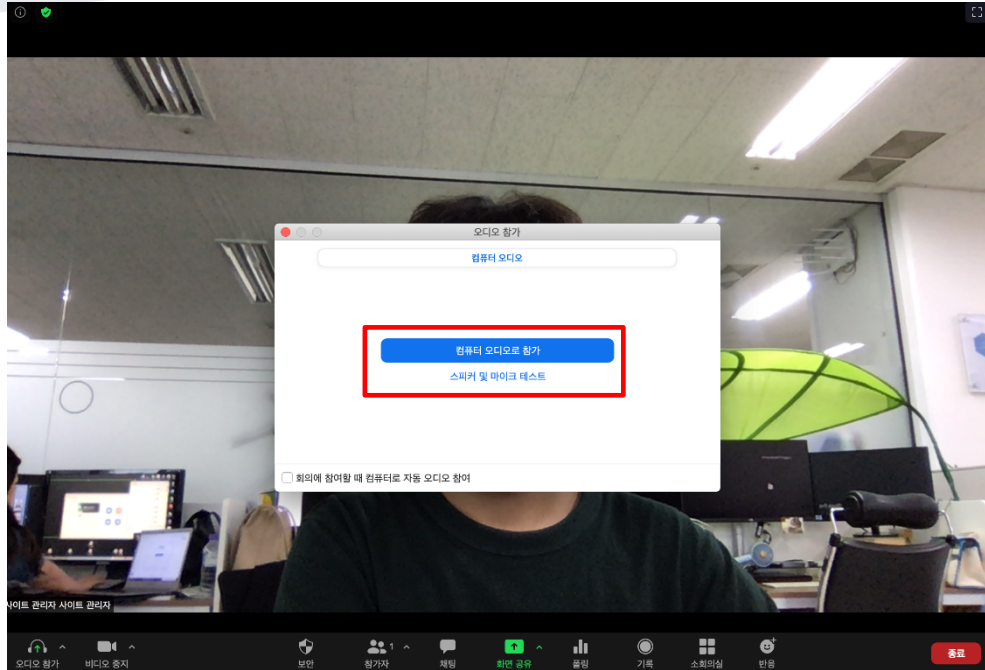 오디오 참가
컴퓨터 오디오
컴퓨터 오디오로 참가
스피커 및 마이크 테스트
회의에 참여할 때 컴퓨터로 자동 오디오 참여
사이트 관리자 사이트 관리자
오디오 참가
비디오 중지
보안
1
참가자
채팅
화면 공유
폴링
기록
소회의실
반응
종료